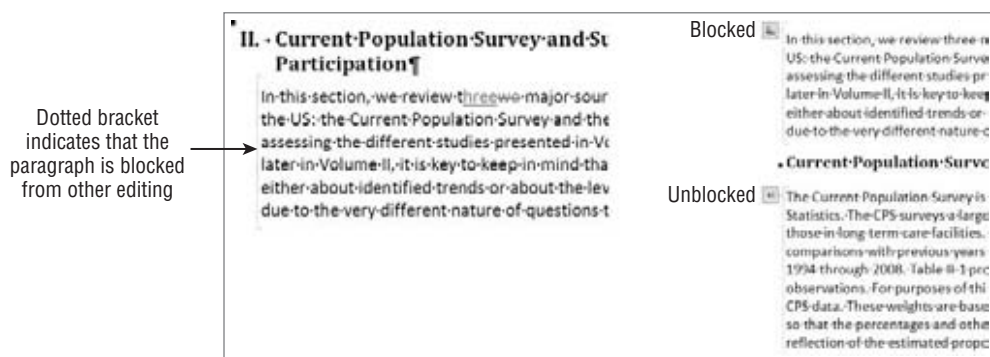 Dotted bracket
indicates that the
paragraph is blocked
from other editing
II. Current·Population·Survey·and·St
Participation¶
In·this·section,·we·review·threewo·major·sour
the·US:·the·Current·Population·Survey·and·the
assessing·the·different·studies·presented·in·Vo
later·in·Volume·II,·it·is·key·to·keep·in·mind·tha
either·about·identified·trends·or·about·the·lev
due·to·the·very·different·nature·of·questions·t
Blocked
In·this·section,·we·review·three·m
US:·the·Current·Population·Survey
assessing·the·different·studies·pr
later·in·Volume·II,·it·is·key·to·keep
either·about·identified·trends·or·
due·to·the·very·different·nature·o
Current·Population·Surve
Unblocked
The·Current·Population·Survey·is
Statistics.·The·CPS·surveys·a·large
those·in·long·term·care·facilities.
comparisons·with·previous·years
1994·through·2008.·Table·II-1·pro
observations.·For·purposes·of·thi
CPS·data.·These·weights·are·base
so·that·the·percentages·and·other
reflection·of·the·estimated·propo